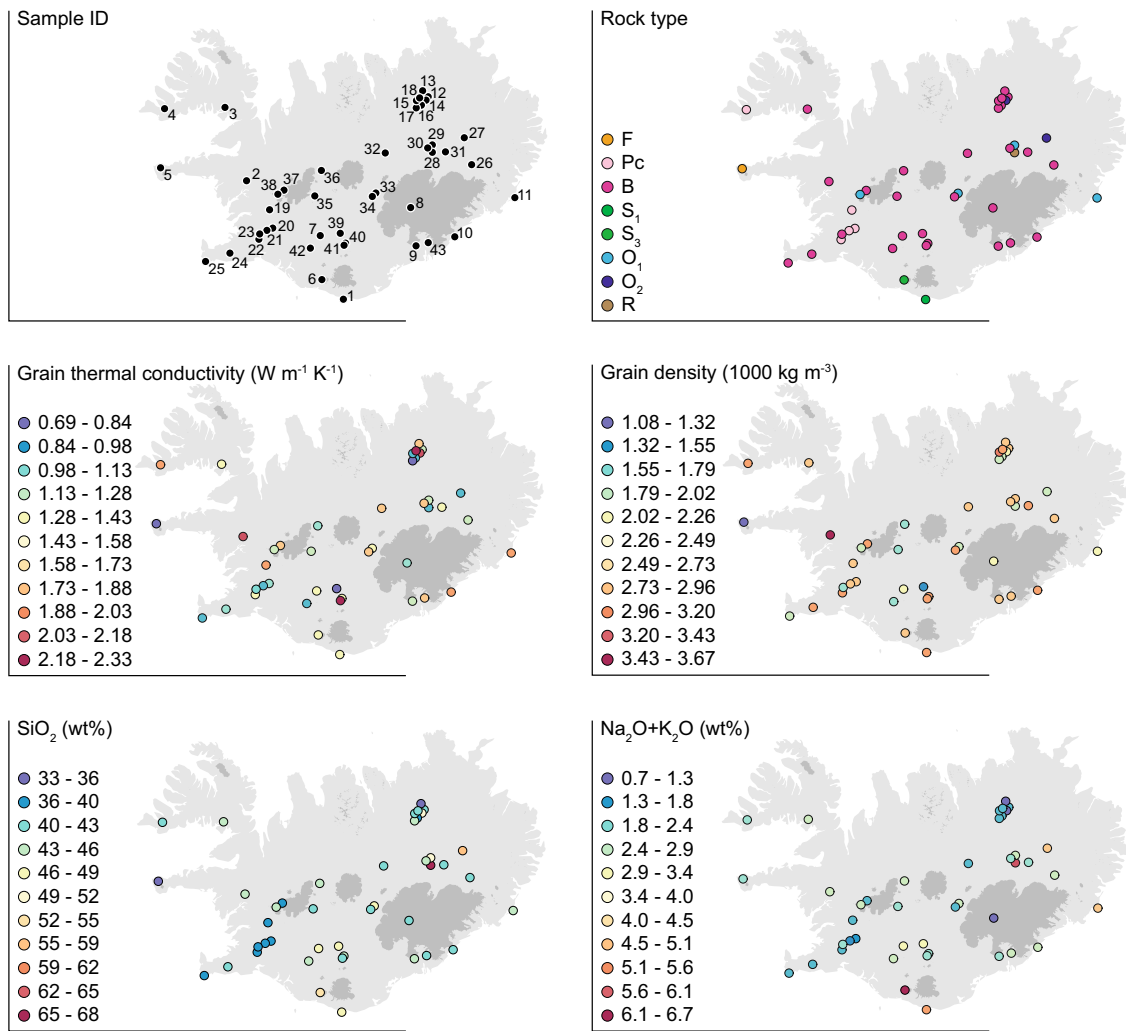 Sample ID
13
18
12
15
14
17
16
4
3
29
27
30
32
31
28
26
5
36
2
37
38
33
11
35
34
8
19
20
39
23
7
40
10
21
22
41
42
9
43
24
25
6
1
Rock type
F
Pc
B
S₁
S₃
O₁
O₂
R
Grain thermal conductivity (W m⁻¹ K⁻¹)
0.69 - 0.84
0.84 - 0.98
0.98 - 1.13
1.13 - 1.28
1.28 - 1.43
1.43 - 1.58
1.58 - 1.73
1.73 - 1.88
1.88 - 2.03
2.03 - 2.18
2.18 - 2.33
Grain density (1000 kg m⁻³)
1.08 - 1.32
1.32 - 1.55
1.55 - 1.79
1.79 - 2.02
2.02 - 2.26
2.26 - 2.49
2.49 - 2.73
2.73 - 2.96
2.96 - 3.20
3.20 - 3.43
3.43 - 3.67
SiO₂ (wt%)
33 - 36
36 - 40
40 - 43
43 - 46
46 - 49
49 - 52
52 - 55
55 - 59
59 - 62
62 - 65
65 - 68
Na₂O+K₂O (wt%)
0.7 - 1.3
1.3 - 1.8
1.8 - 2.4
2.4 - 2.9
2.9 - 3.4
3.4 - 4.0
4.0 - 4.5
4.5 - 5.1
5.1 - 5.6
5.6 - 6.1
6.1 - 6.7